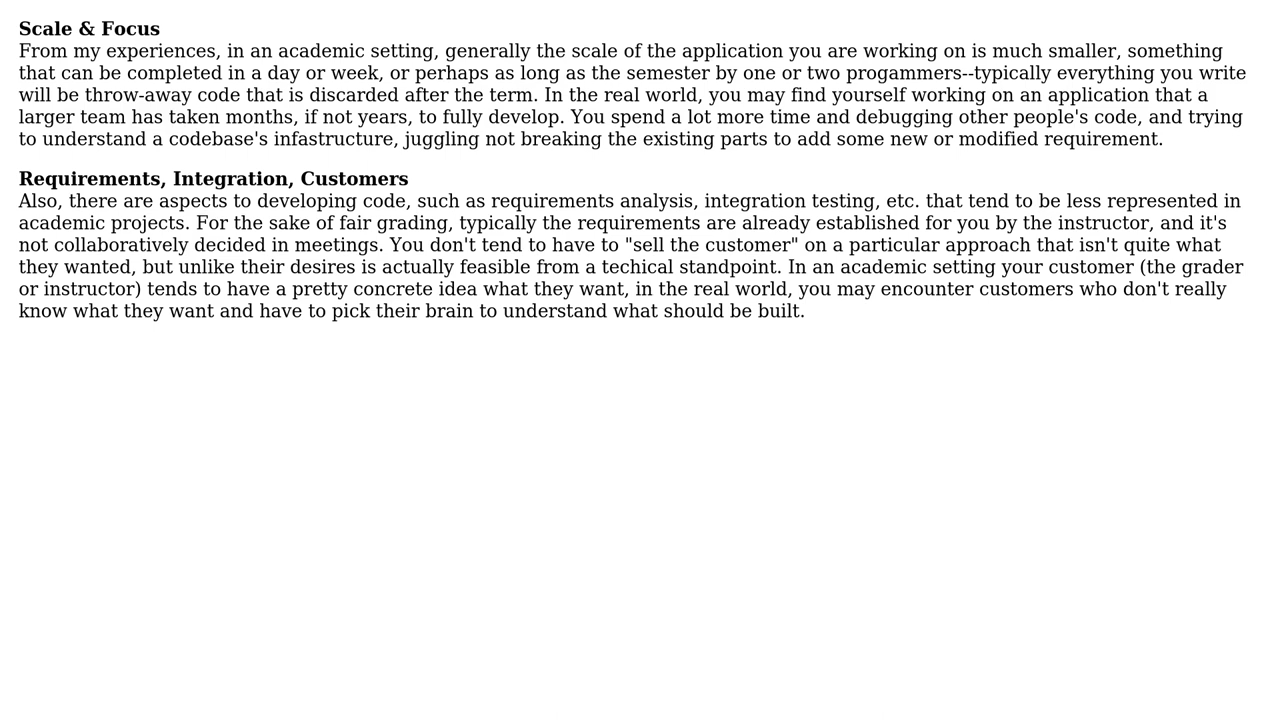 Scale & Focus
From my experiences, in an academic setting, generally the scale of the application you are working on is much smaller, something
that can be completed in a day or week, or perhaps as long as the semester by one or two progammers--typically everything you write
will be throw-away code that is discarded after the term. In the real world, you may find yourself working on an application that a
larger team has taken months, if not years, to fully develop. You spend a lot more time and debugging other people's code, and trying
to understand a codebase's infastructure, juggling not breaking the existing parts to add some new or modified requirement.
Requirements, Integration, Customers
Also, there are aspects to developing code, such as requirements analysis, integration testing, etc. that tend to be less represented in
academic projects. For the sake of fair grading, typically the requirements are already established for you by the instructor, and it's
not collaboratively decided in meetings. You don't tend to have to "sell the customer" on a particular approach that isn't quite what
they wanted, but unlike their desires is actually feasible from a techical standpoint. In an academic setting your customer (the grader
or instructor) tends to have a pretty concrete idea what they want, in the real world, you may encounter customers who don't really
know what they want and have to pick their brain to understand what should be built.